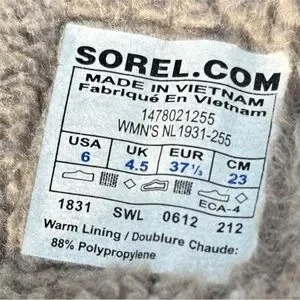 SOREL.COM
MADE IN VIETNAM
Fabriqué En Vietnam
1478021255
WMN'S NL1931-255
USA UK EUR CM
6 4.5 37⅓ 23
ECA-4
1831 SWL 0612 212
Warm Lining / Doublure Chaude:
88% Polypropylene